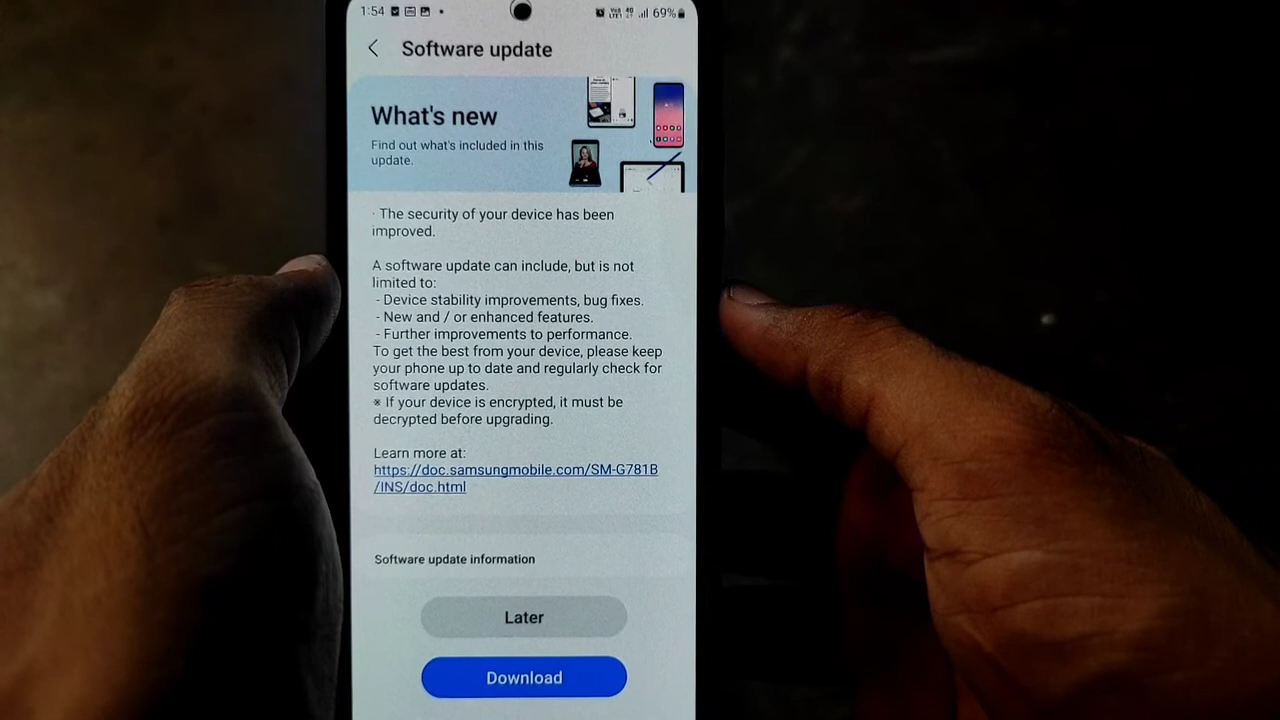 1:54 69%
Software update
What's new
Find out what's included in this
update.
· The security of your device has been
improved.
A software update can include, but is not
limited to:
- Device stability improvements, bug fixes.
- New and / or enhanced features.
- Further improvements to performance.
To get the best from your device, please keep
your phone up to date and regularly check for
software updates.
※ If your device is encrypted, it must be
decrypted before upgrading.
Learn more at:
https://doc.samsungmobile.com/SM-G781B
/INS/doc.html
Software update information
Later
Download